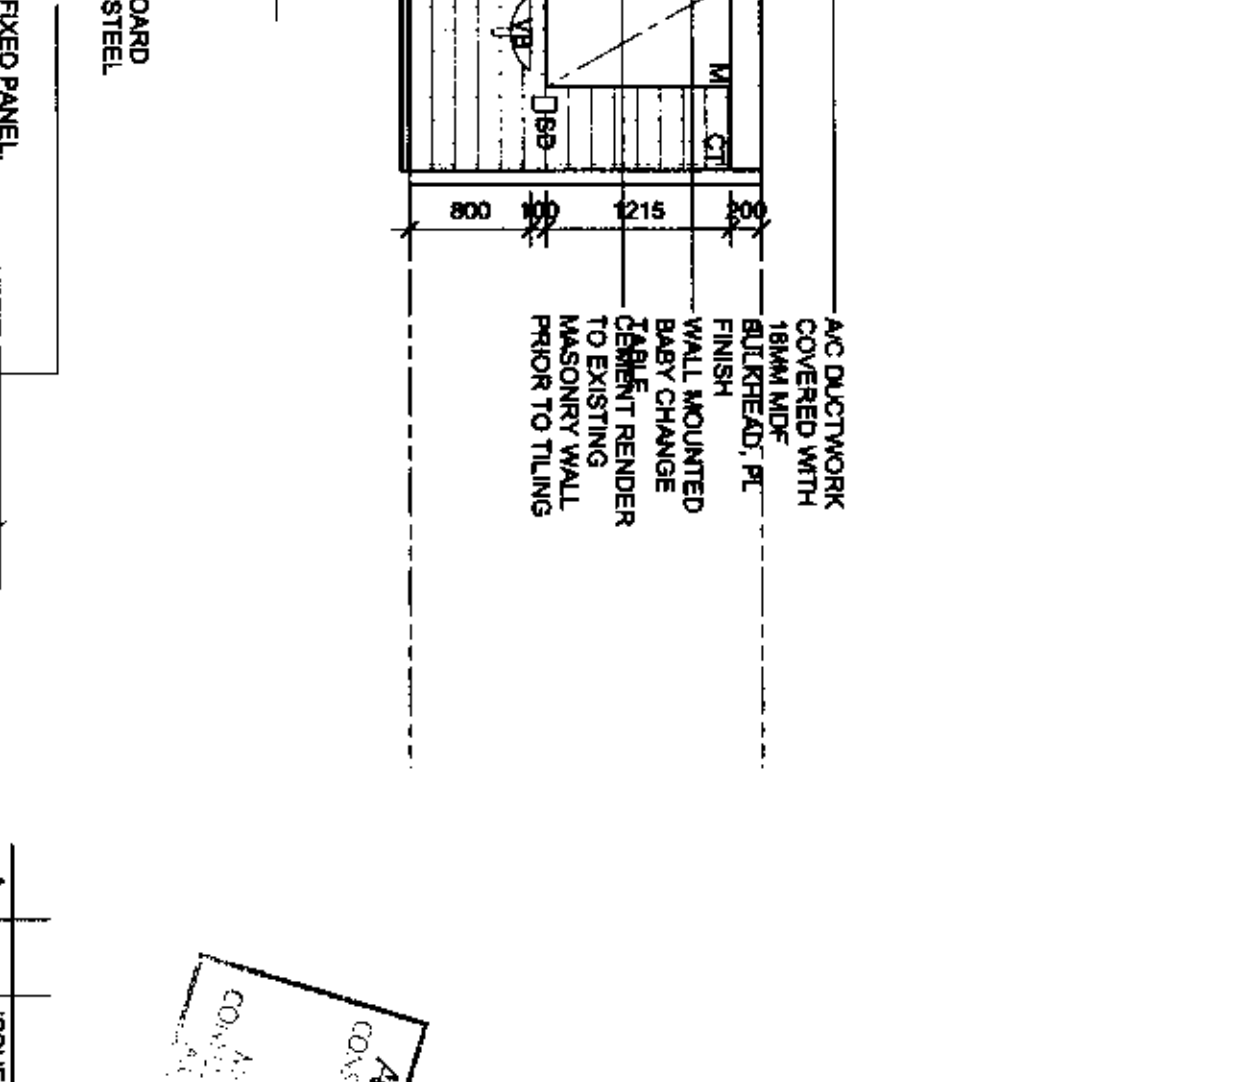 OARD
STEEL
FIXED PANEL.
VB
M
SD
CT
800
100
1215
200
A/C DUCTWORK
COVERED WITH
16MM MDF
BULKHEAD, PL
FINISH
WALL MOUNTED
BABY CHANGE
TABLE
CEMENT RENDER
TO EXISTING
MASONRY WALL
PRIOR TO TILING